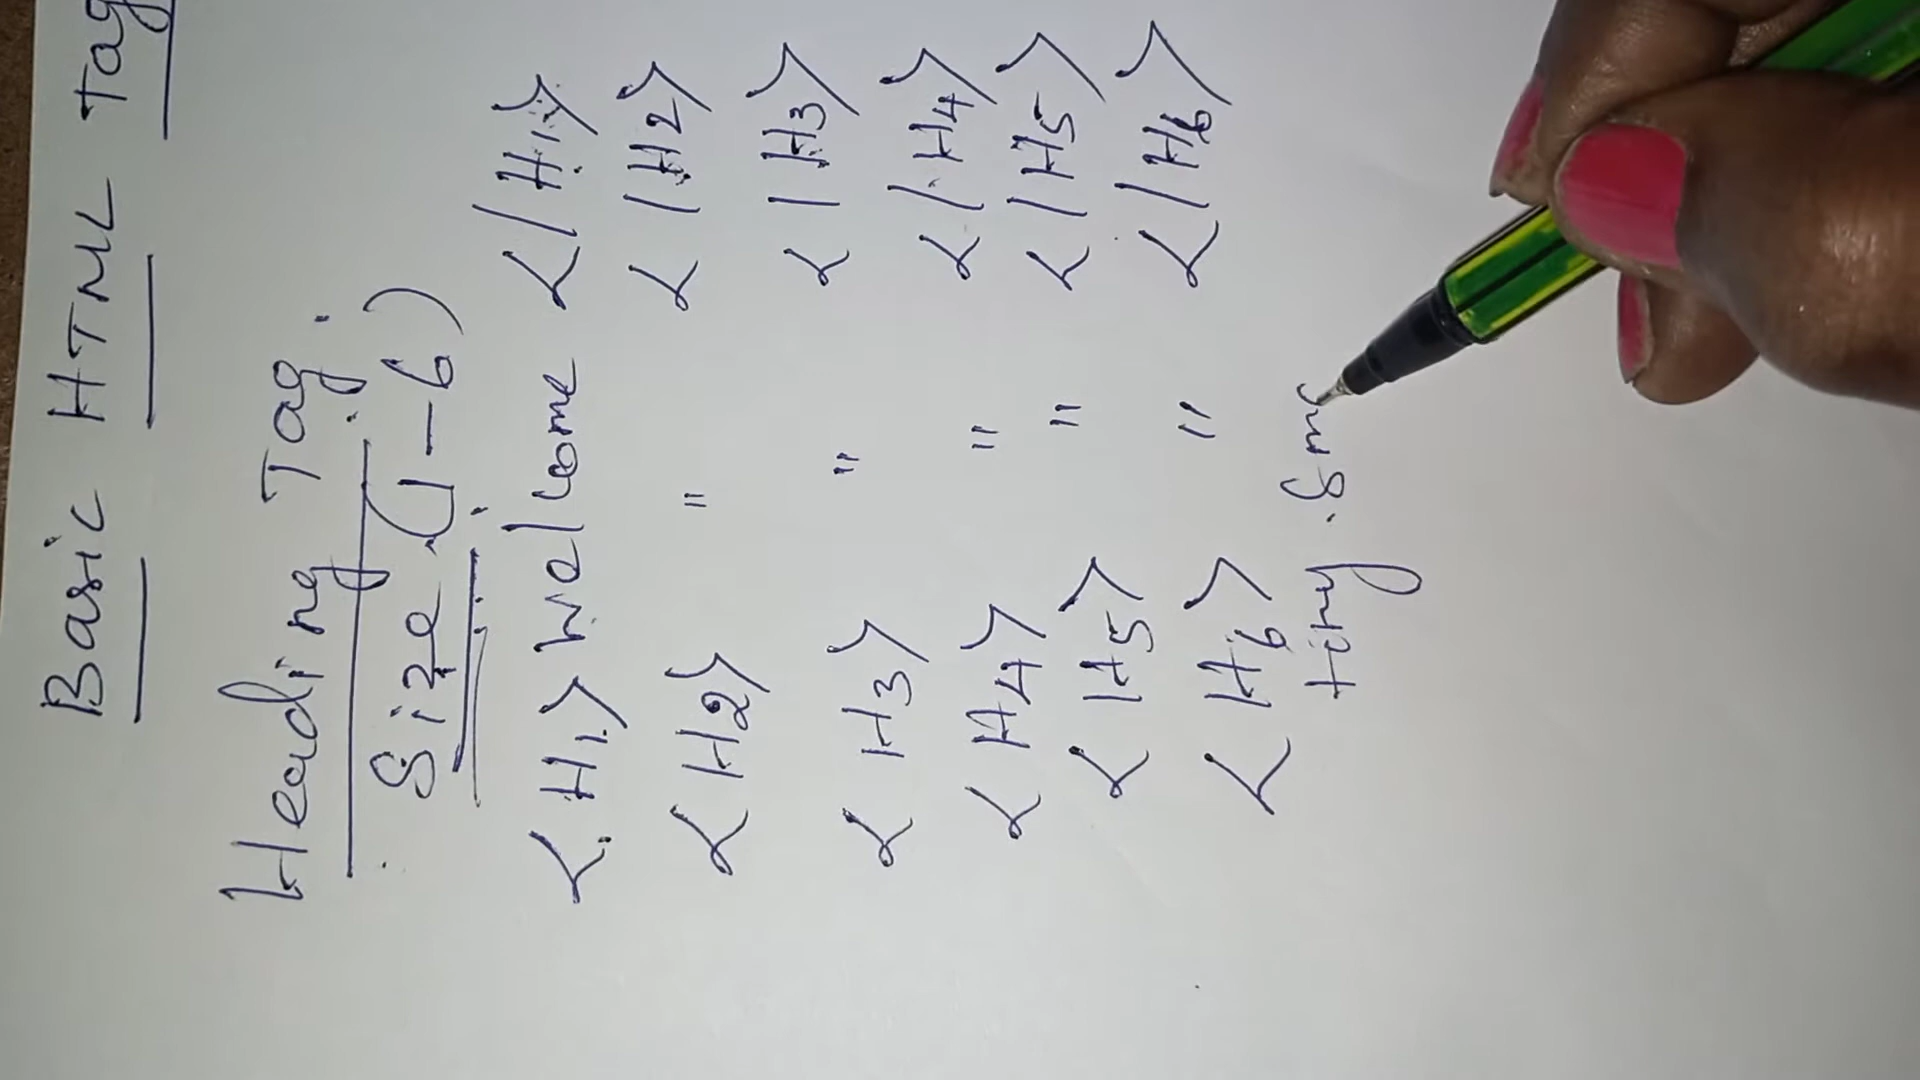 Basic HTML Tag
Heading Tag
Size (1-6)
<H1> welcome </H1>
<H2> " </H2>
<H3> " </H3>
<H4> " </H4>
<H5> " </H5>
<H6> " </H6>
tiny.